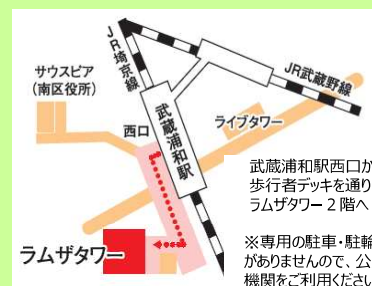 JR埼京線
JR武蔵野線
サウスピア
(南区役所)
武蔵浦和駅
西口
ライブタワー
武蔵浦和駅西口か
歩行者デッキを通り
ラムザタワー2階へ
ラムザタワー
※専用の駐車・駐輪
がありませんので、公
機関をご利用ください